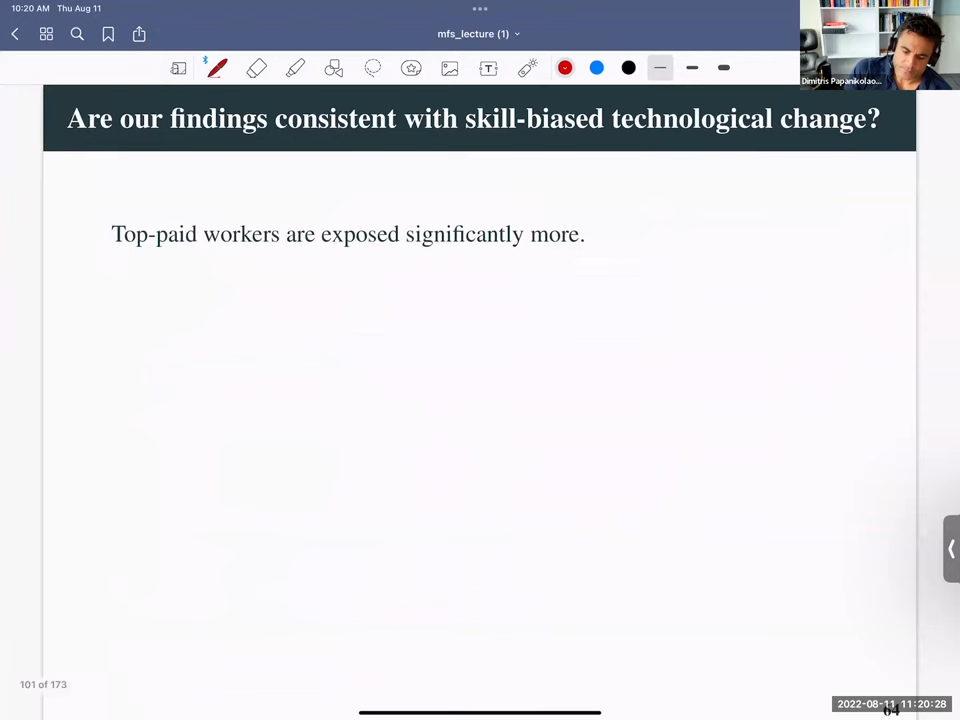 10:20 AM Thu Aug 11
mfs_lecture (1)
T
Dimitris Papanikolao...
Are our findings consistent with skill-biased technological change?
Top-paid workers are exposed significantly more.
101 of 173
2022-08-11 11:20:28
64